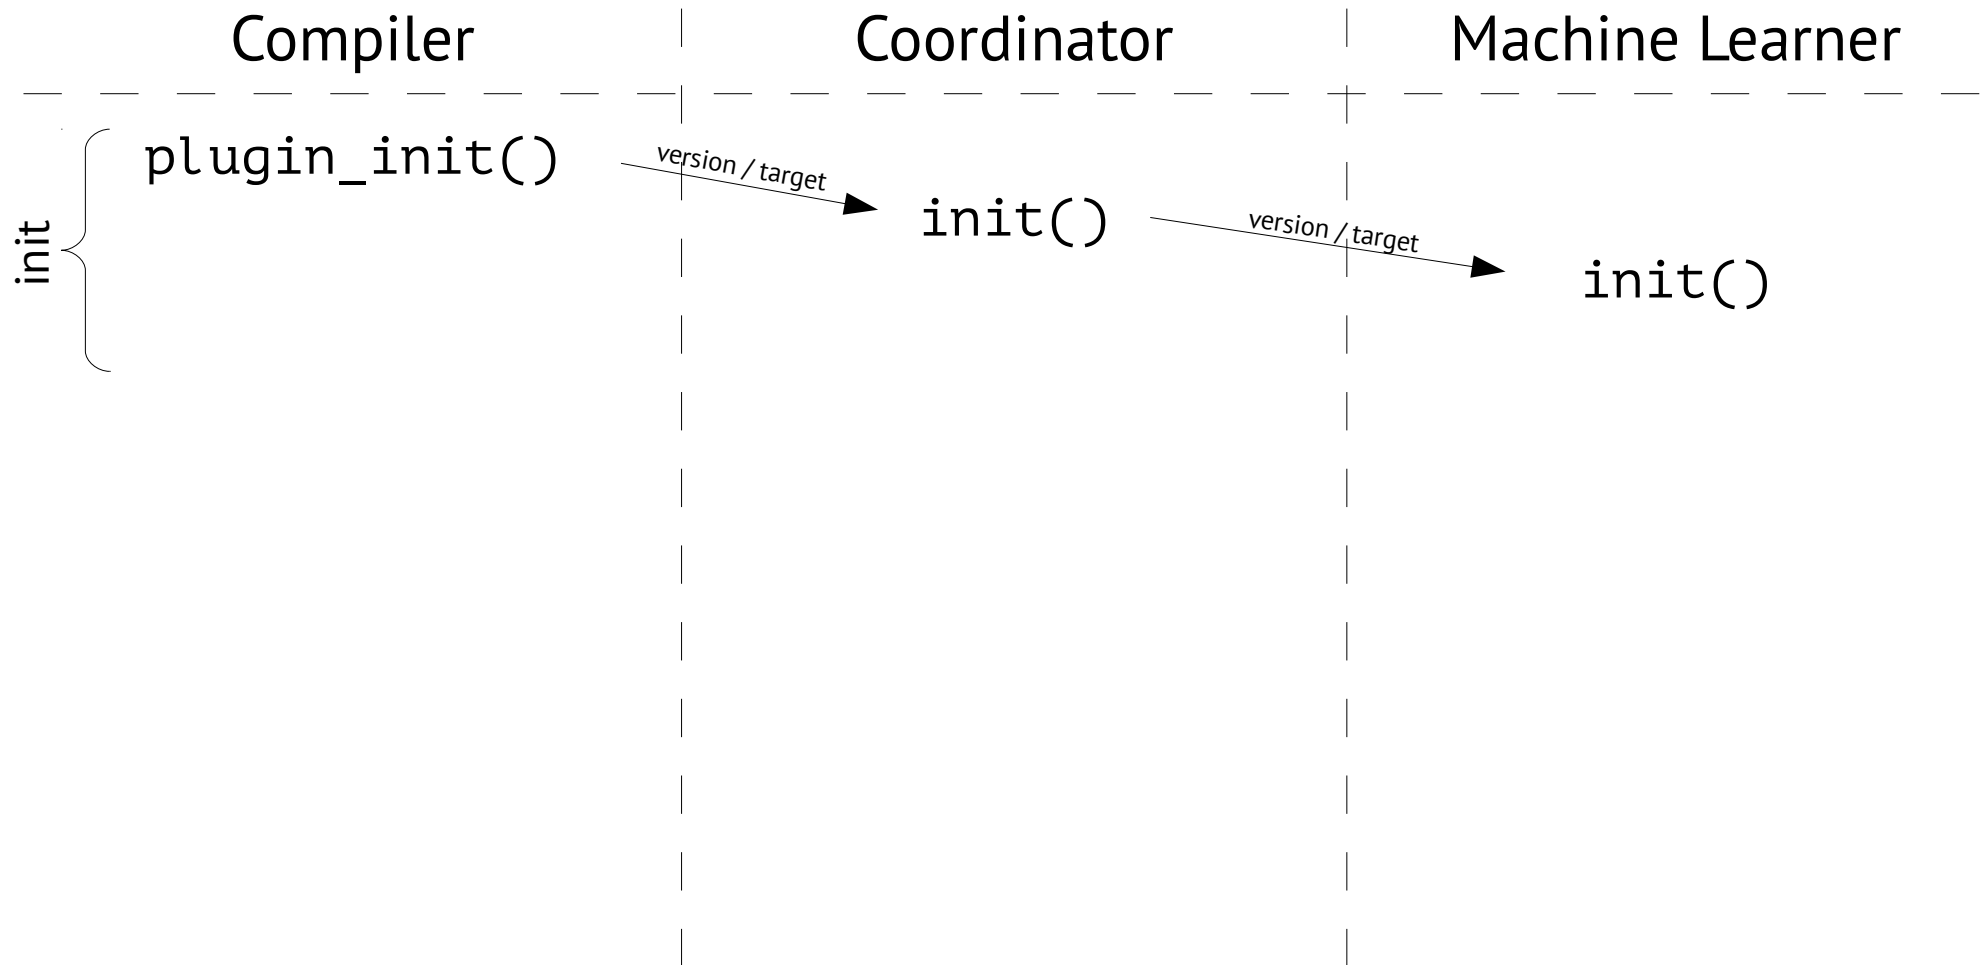 Compiler
Coordinator
Machine Learner
plugin_init()
version / target
init()
version / target
init()
init